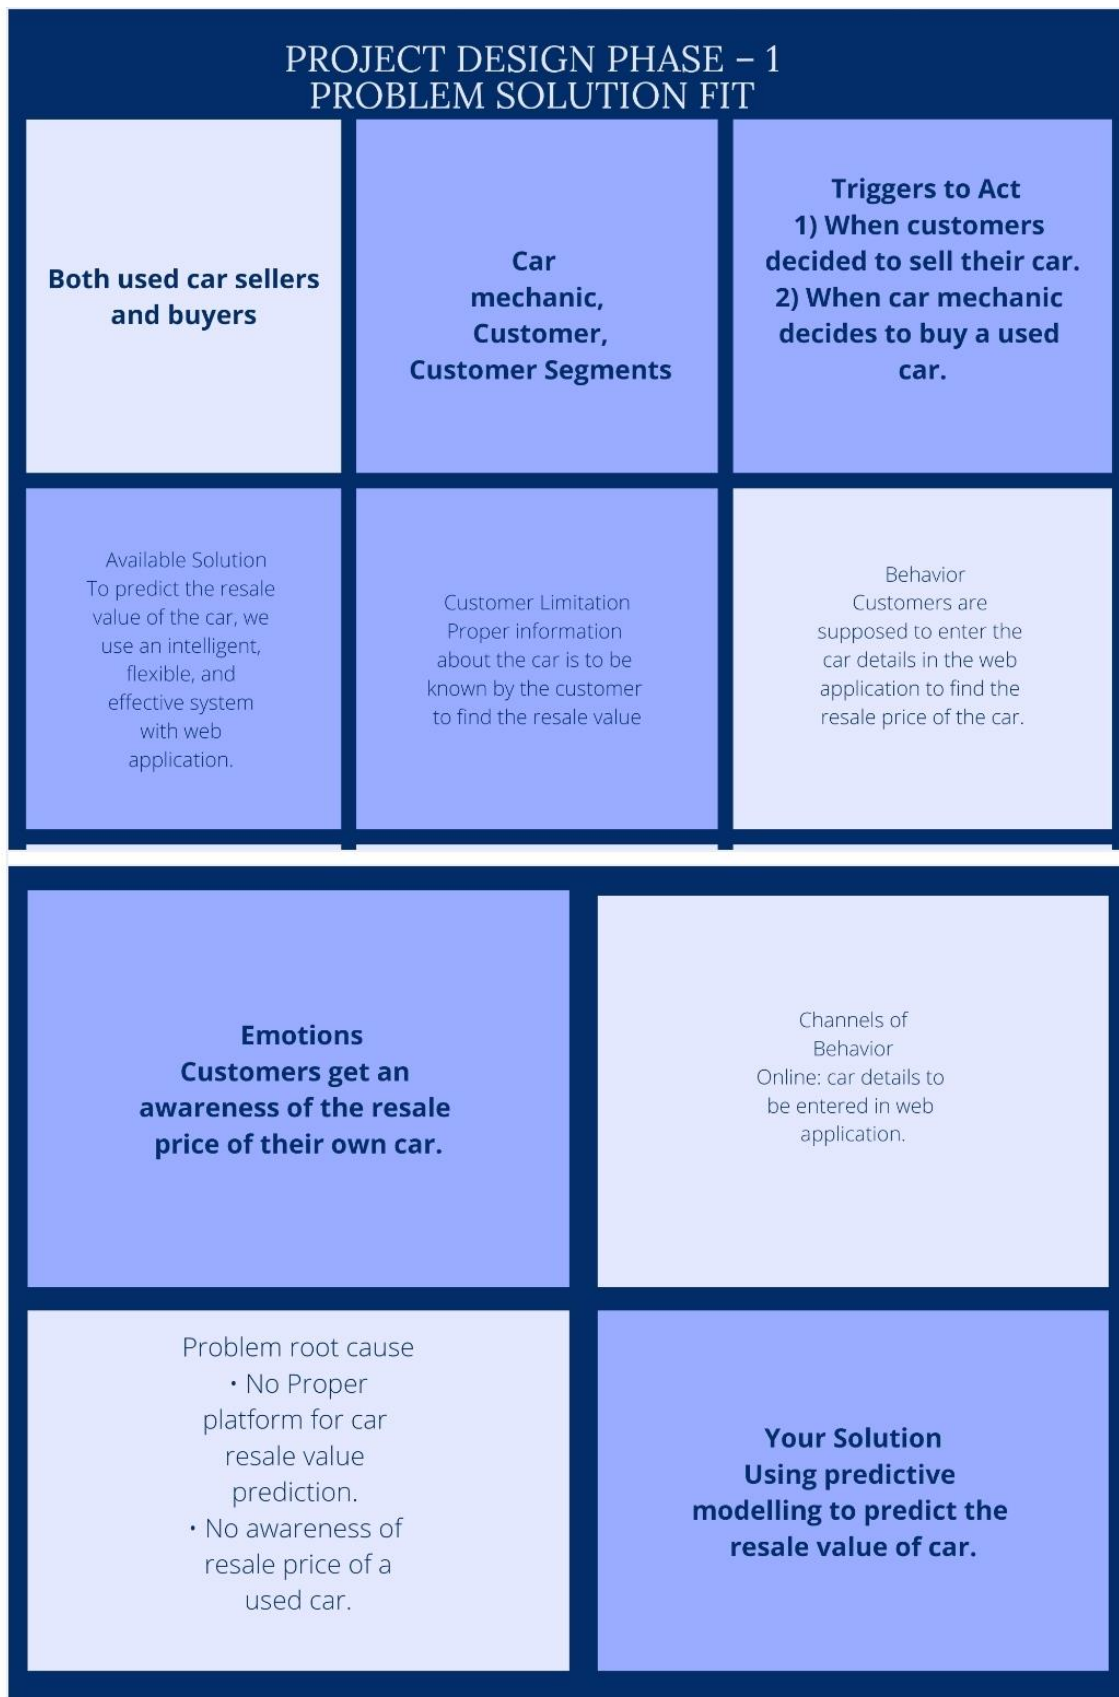 PROJECT DESIGN PHASE – 1
PROBLEM SOLUTION FIT
Both used car sellers
and buyers
Car
mechanic,
Customer,
Customer Segments
Triggers to Act
1) When customers
decided to sell their car.
2) When car mechanic
decides to buy a used
car.
Available Solution
To predict the resale
value of the car, we
use an intelligent,
flexible, and
effective system
with web
application.
Customer Limitation
Proper information
about the car is to be
known by the customer
to find the resale value
Behavior
Customers are
supposed to enter the
car details in the web
application to find the
resale price of the car.
Emotions
Customers get an
awareness of the resale
price of their own car.
Channels of
Behavior
Online: car details to
be entered in web
application.
Problem root cause
• No Proper
platform for car
resale value
prediction.
• No awareness of
resale price of a
used car.
Your Solution
Using predictive
modelling to predict the
resale value of car.